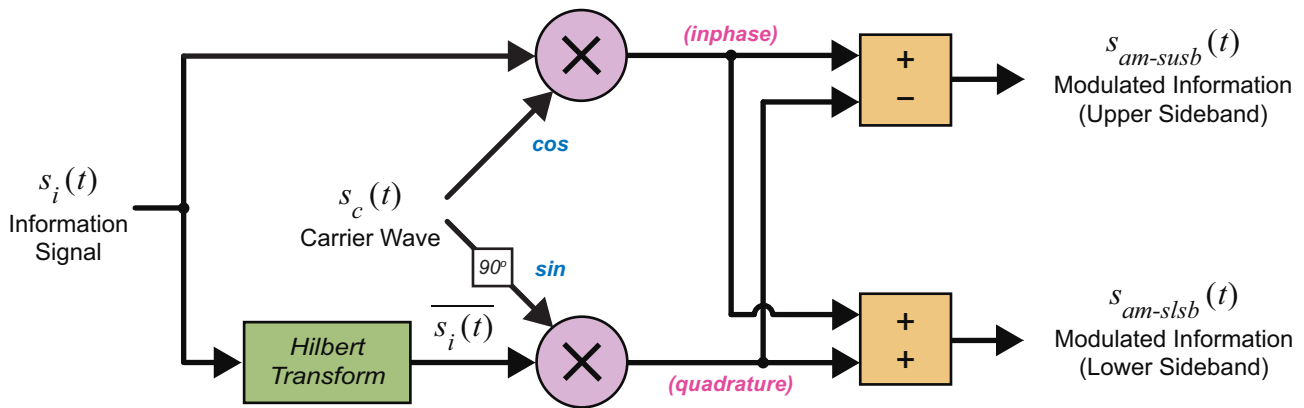 (inphase)
+
−
s_am-susb(t)
Modulated Information
(Upper Sideband)
cos
s_i(t)
Information
Signal
s_c(t)
Carrier Wave
90°
sin
s_i(t)
Hilbert
Transform
(quadrature)
+
+
s_am-slsb(t)
Modulated Information
(Lower Sideband)